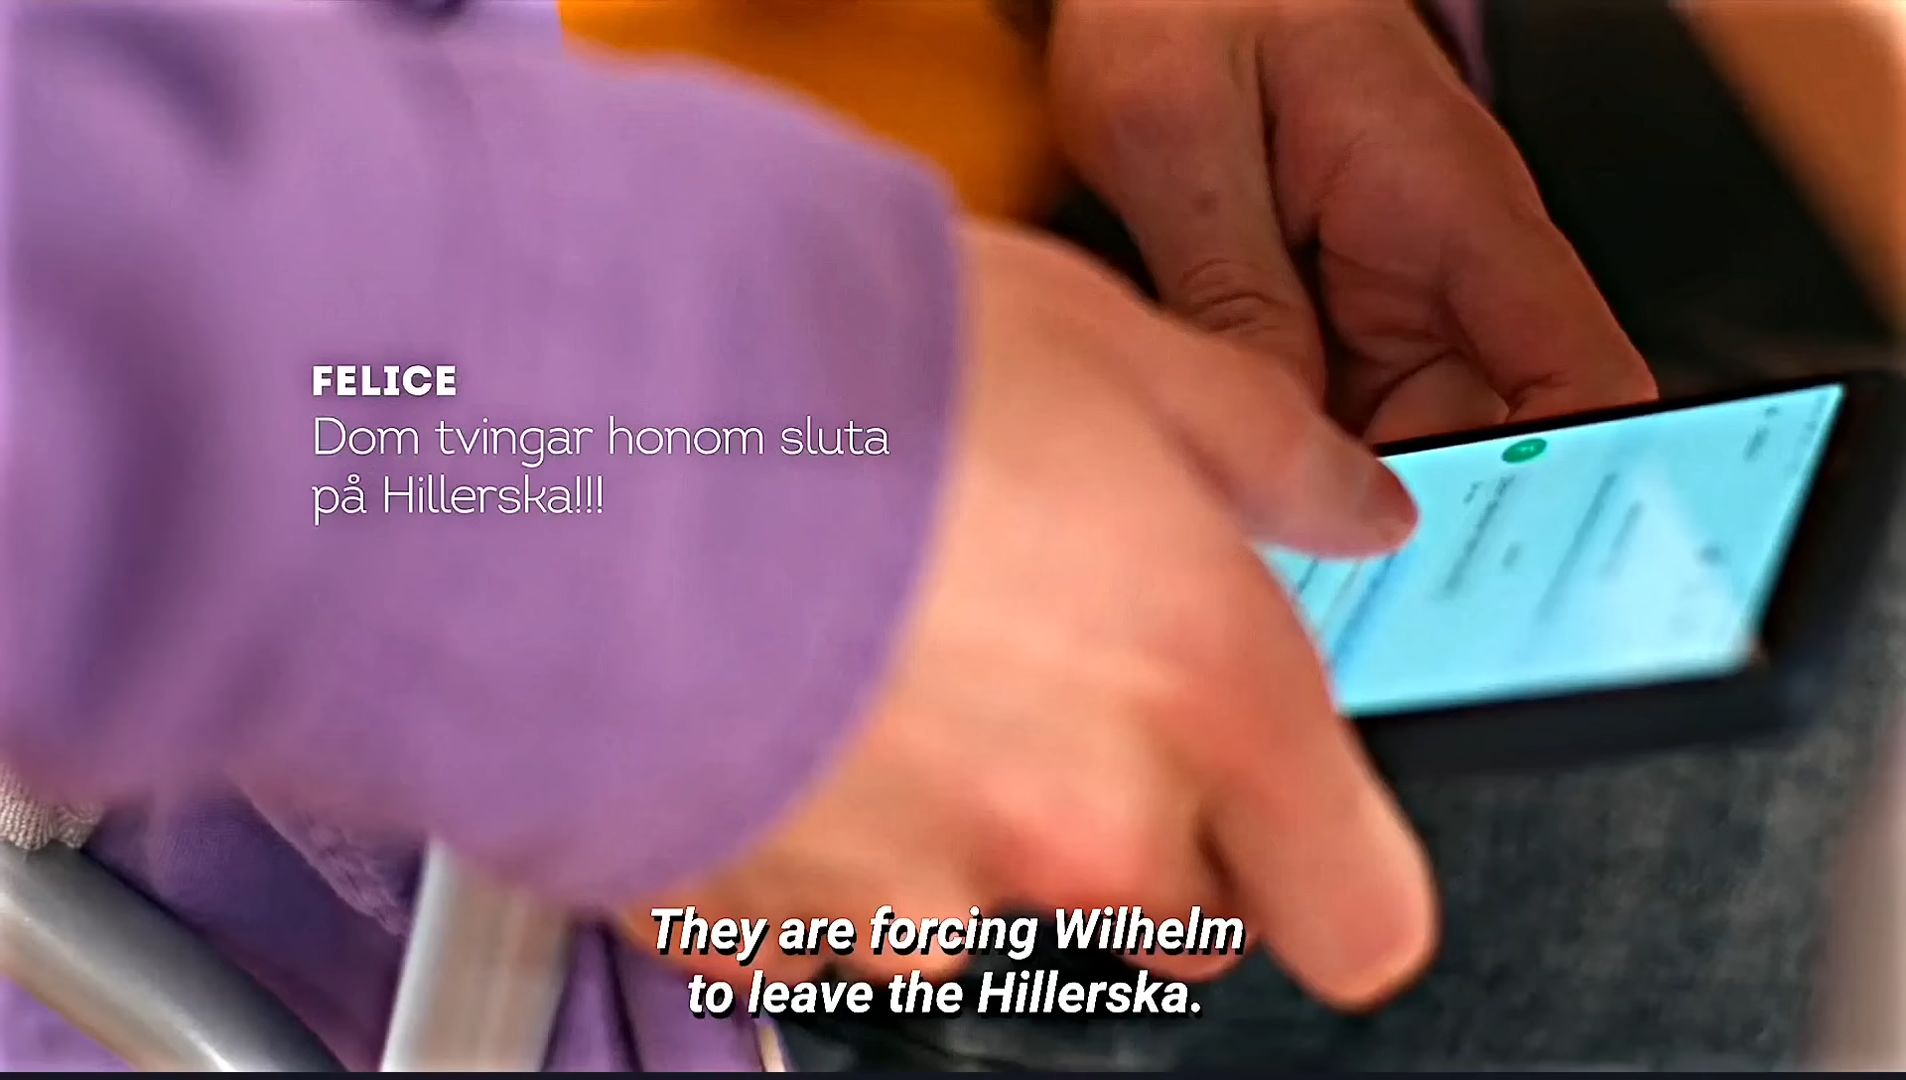 FELICE
Dom tvingar honom sluta
på Hillerska!!!
They are forcing Wilhelm
to leave the Hillerska.